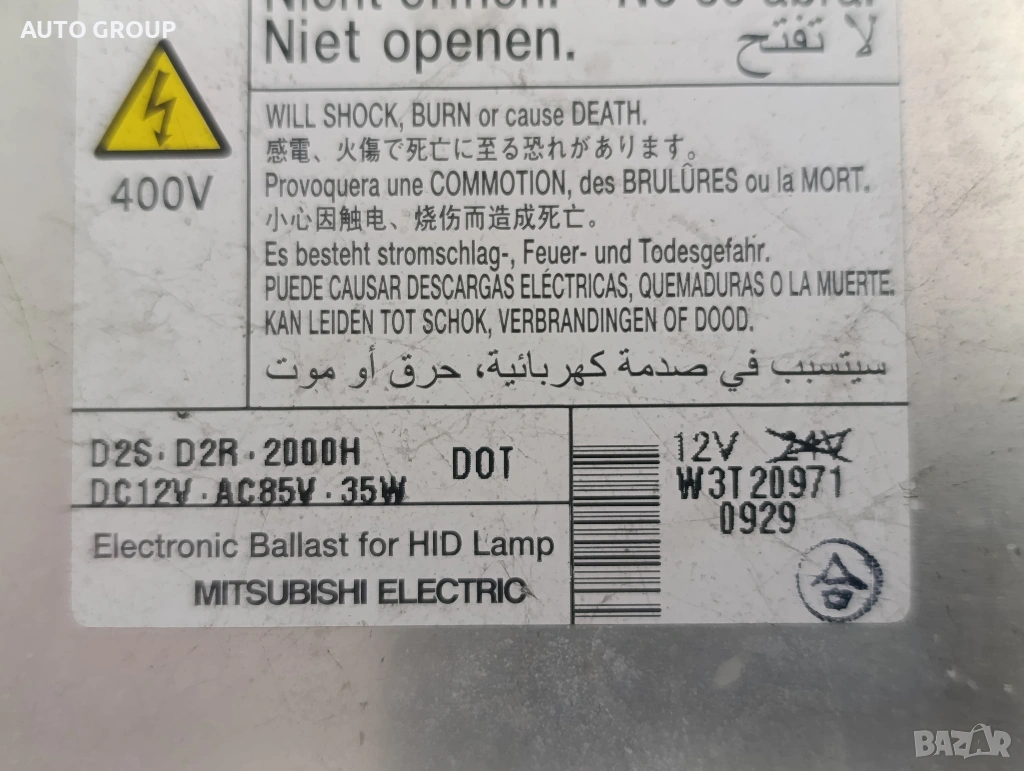 AUTO GROUP
Niet openen.
لا تفتح
400V
WILL SHOCK, BURN or cause DEATH.
感電、火傷で死亡に至る恐れがあります。
Provoquera une COMMOTION, des BRULÛRES ou la MORT.
小心因触电、烧伤而造成死亡。
Es besteht stromschlag-, Feuer- und Todesgefahr.
PUEDE CAUSAR DESCARGAS ELÉCTRICAS, QUEMADURAS O LA MUERTE.
KAN LEIDEN TOT SCHOK, VERBRANDINGEN OF DOOD.
سيتسبب في صدمة كهربائية، حرق أو موت
D2S · D2R · 2000H
DC12V · AC85V · 35W
DOT
12V 24V
W3T20971
0929
Electronic Ballast for HID Lamp
MITSUBISHI ELECTRIC
合
BAZAR